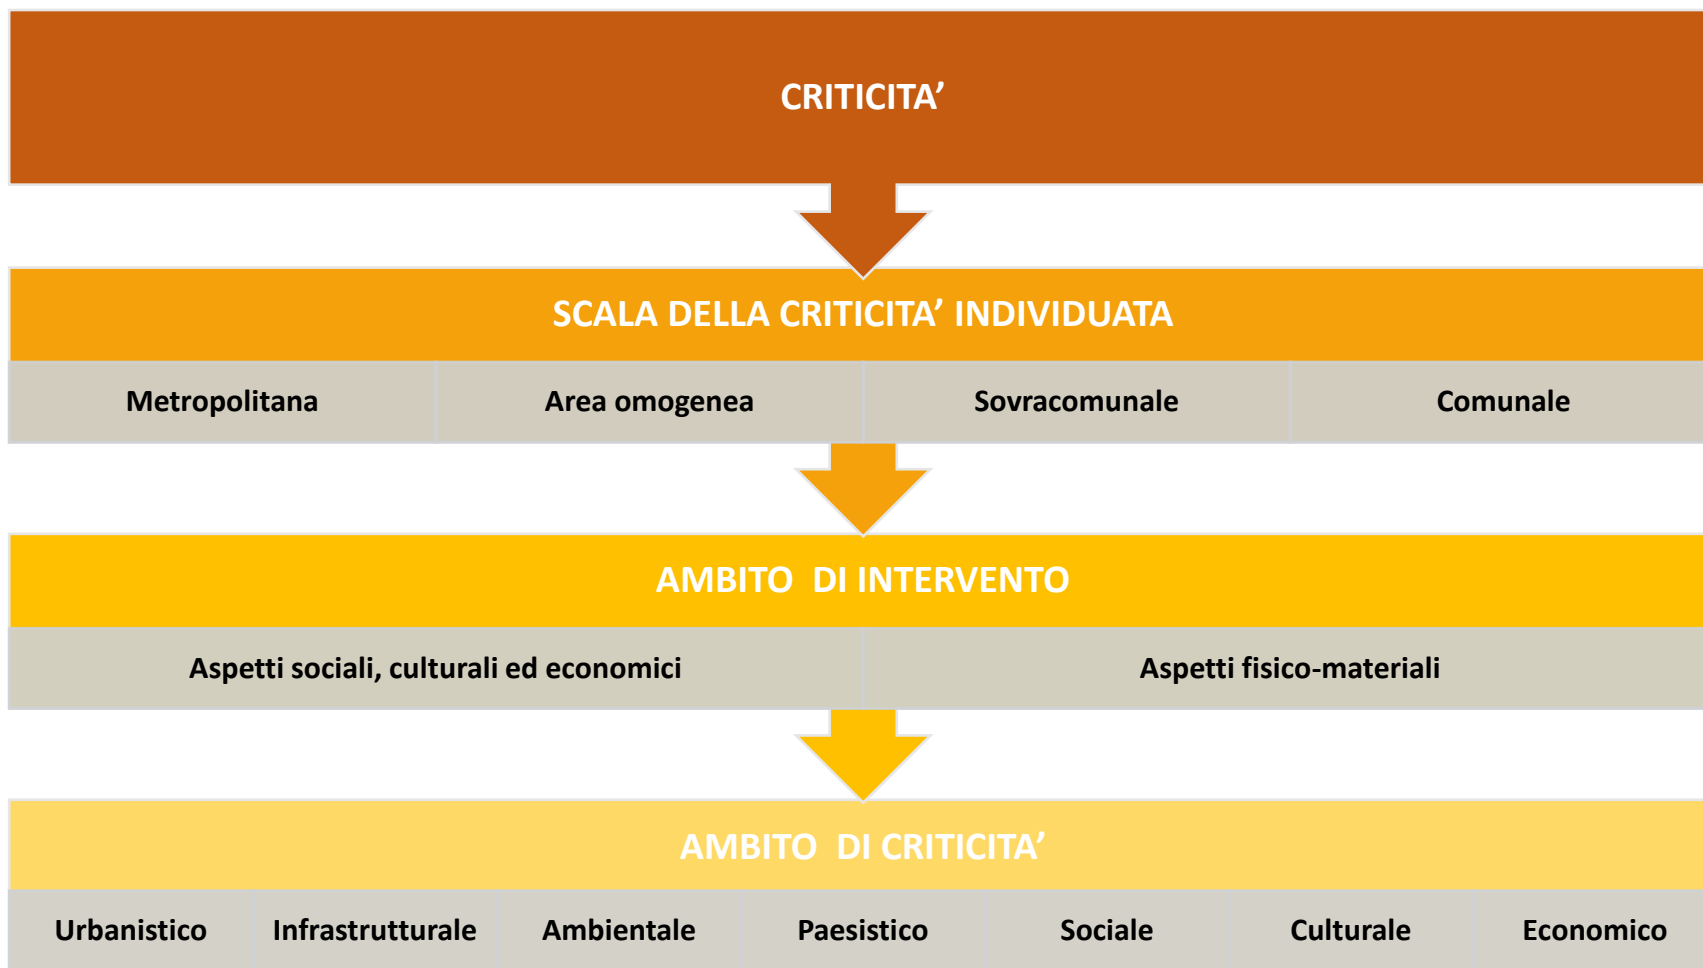 CRITICITA’
SCALA DELLA CRITICITA’ INDIVIDUATA
Metropolitana Area omogenea Sovracomunale Comunale
AMBITO  DI INTERVENTO
Aspetti sociali, culturali ed economici Aspetti fisico-materiali
AMBITO  DI CRITICITA’
Urbanistico Infrastrutturale Ambientale Paesistico Sociale Culturale Economico